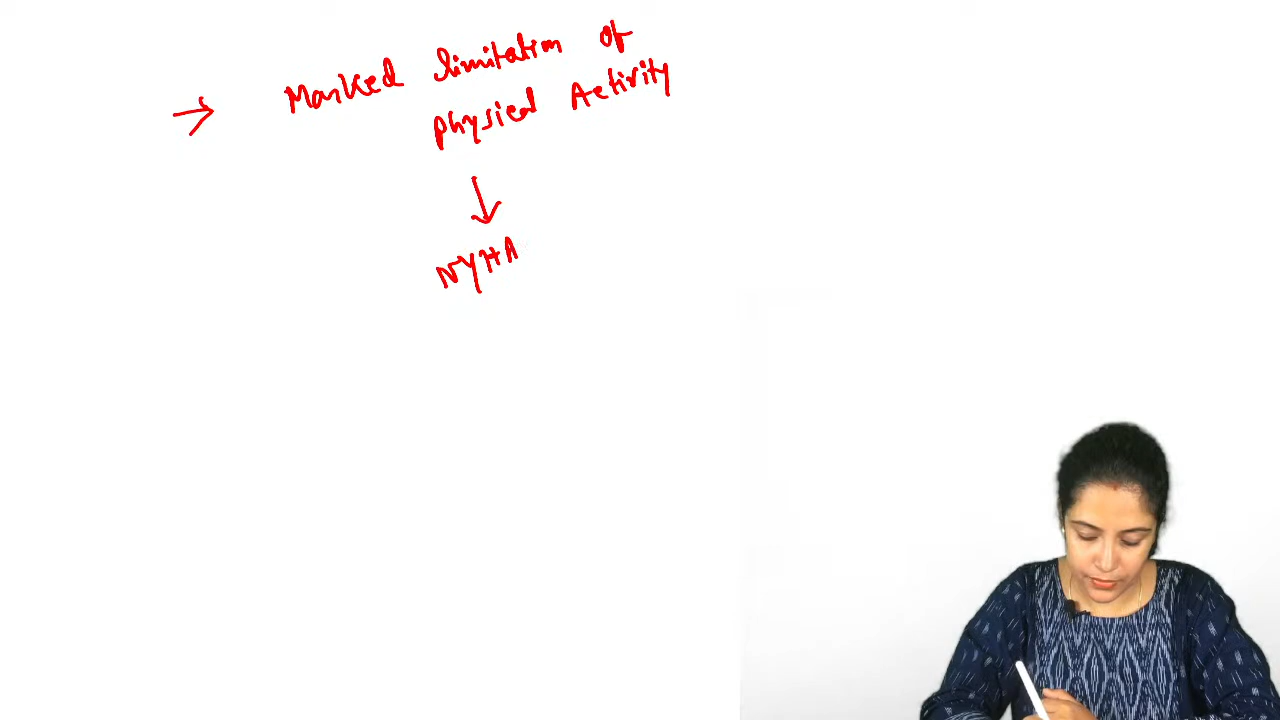 → Marked limitation of
physical Activity
↓
NYHA